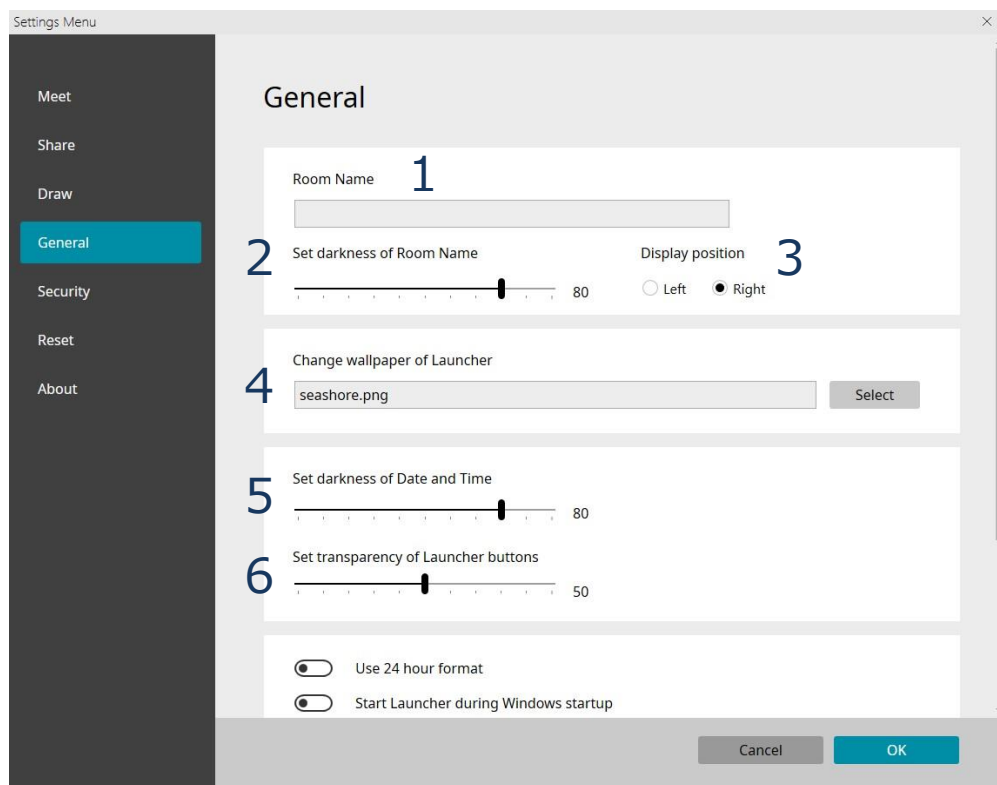 Settings Menu
Meet
Share
Draw
General
Security
Reset
About
General
Room Name 1
2 Set darkness of Room Name
80
Display position 3
Left Right
Change wallpaper of Launcher
4 seashore.png Select
5 Set darkness of Date and Time
80
6 Set transparency of Launcher buttons
50
Use 24 hour format
Start Launcher during Windows startup
Cancel OK